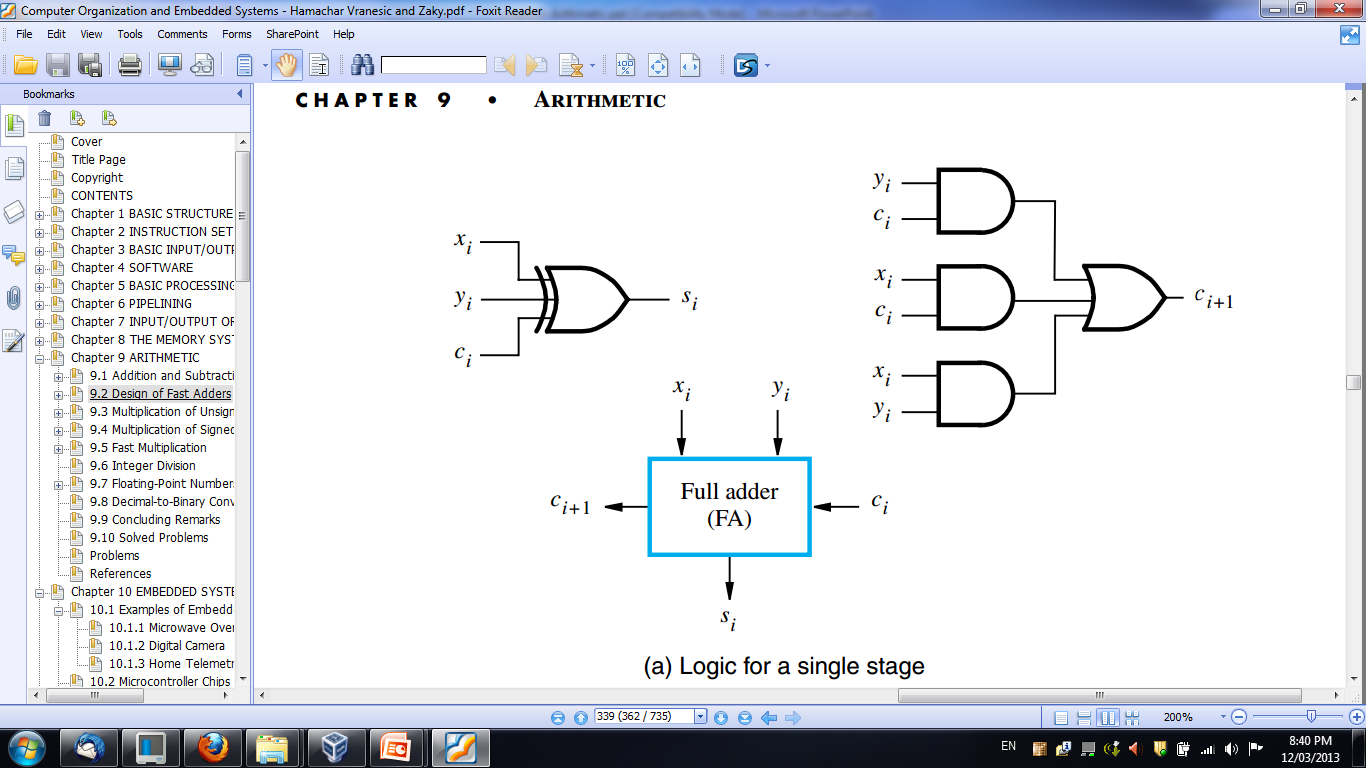 Computer Organization and Embedded Systems - Hamachar Vranesic and Zaky.pdf - Foxit Reader
File Edit View Tools Comments Forms SharePoint Help
Bookmarks
Cover
Title Page
Copyright
CONTENTS
Chapter 1 BASIC STRUCTURE
Chapter 2 INSTRUCTION SET
Chapter 3 BASIC INPUT/OUTP
Chapter 4 SOFTWARE
Chapter 5 BASIC PROCESSING
Chapter 6 PIPELINING
Chapter 7 INPUT/OUTPUT OR
Chapter 8 THE MEMORY SYST
Chapter 9 ARITHMETIC
9.1 Addition and Subtracti
9.2 Design of Fast Adders
9.3 Multiplication of Unsign
9.4 Multiplication of Signed
9.5 Fast Multiplication
9.6 Integer Division
9.7 Floating-Point Number
9.8 Decimal-to-Binary Conv
9.9 Concluding Remarks
9.10 Solved Problems
Problems
References
Chapter 10 EMBEDDED SYSTE
10.1 Examples of Embedd
10.1.1 Microwave Over
10.1.2 Digital Camera
10.1.3 Home Telemetr
10.2 Microcontroller Chips
CHAPTER 9 • ARITHMETIC
x_i
y_i
c_i
s_i
y_i
c_i
x_i
c_i
x_i
y_i
c_{i+1}
x_i y_i
c_{i+1} Full adder c_i
(FA)
s_i
(a) Logic for a single stage
339 (362 / 735)
200%
EN
8:40 PM
12/03/2013